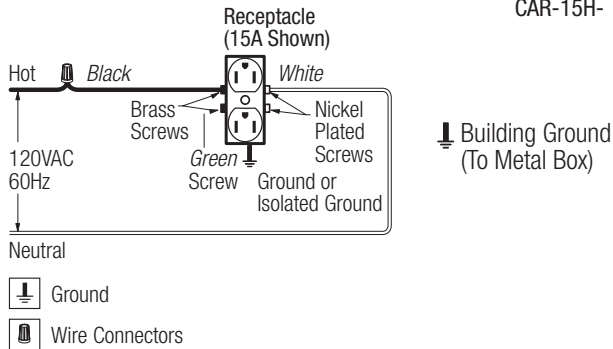 CAR-15H-
Receptacle
(15A Shown)
Hot
Black
White
Brass
Screws
Nickel
Plated
Screws
Green
Screw
Ground or
Isolated Ground
120VAC
60Hz
Neutral
Building Ground
(To Metal Box)
Ground
Wire Connectors